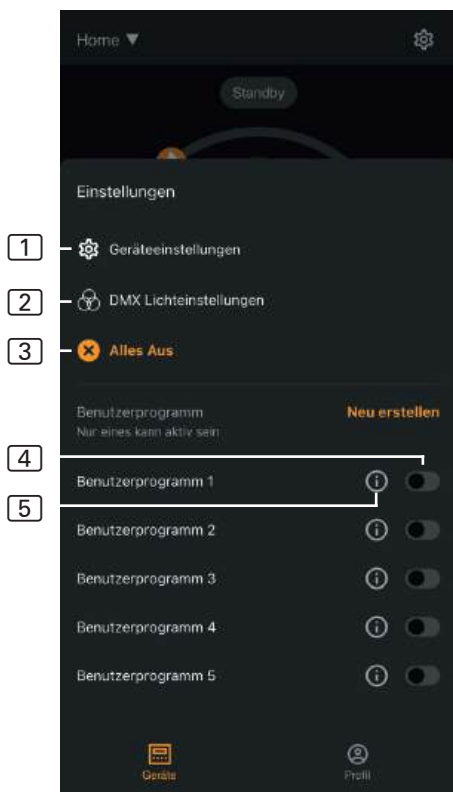 Home ▼
Standby
Einstellungen
1 Geräteeinstellungen
2 DMX Lichteinstellungen
3 Alles Aus
Benutzerprogramm Neu erstellen
Nur eines kann aktiv sein
4
Benutzerprogramm 1
5
Benutzerprogramm 2
Benutzerprogramm 3
Benutzerprogramm 4
Benutzerprogramm 5
Geräte Profil